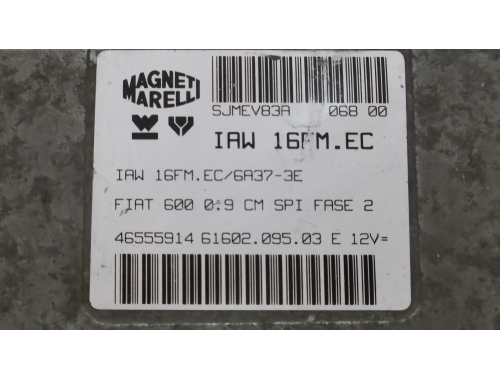 MAGNETI
MARELLI
SJMEV83A 068 00
IAW 16FM.EC
IAW 16FM.EC/6A37-3E
FIAT 600 0.9 CM SPI FASE 2
46555914 61602.095.03 E 12V=